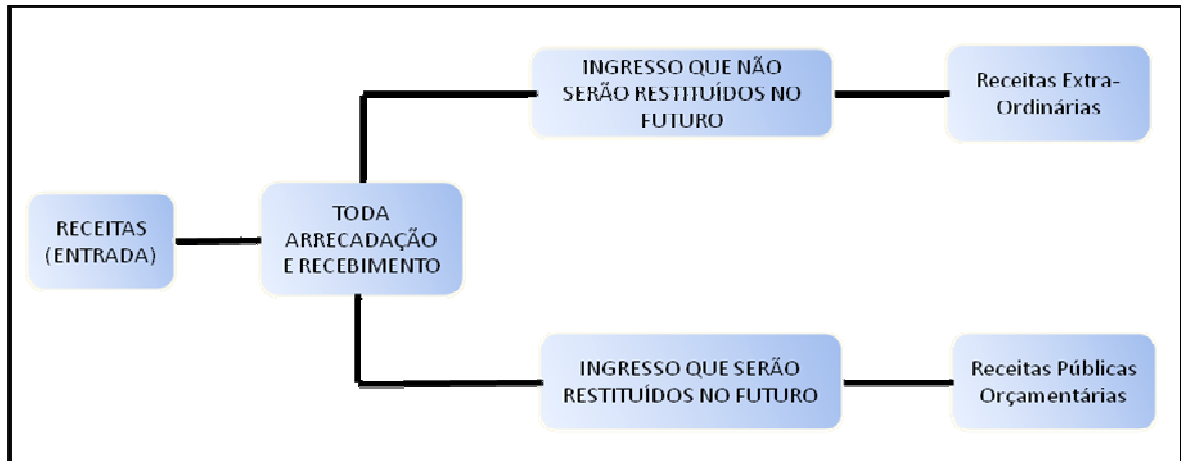 INGRESSO QUE NÃO
SERÃO RESTITUÍDOS NO
FUTURO
Receitas Extra-
Ordinárias
RECEITAS
(ENTRADA)
TODA
ARRECADAÇÃO
E RECEBIMENTO
INGRESSO QUE SERÃO
RESTITUÍDOS NO FUTURO
Receitas Públicas
Orçamentárias